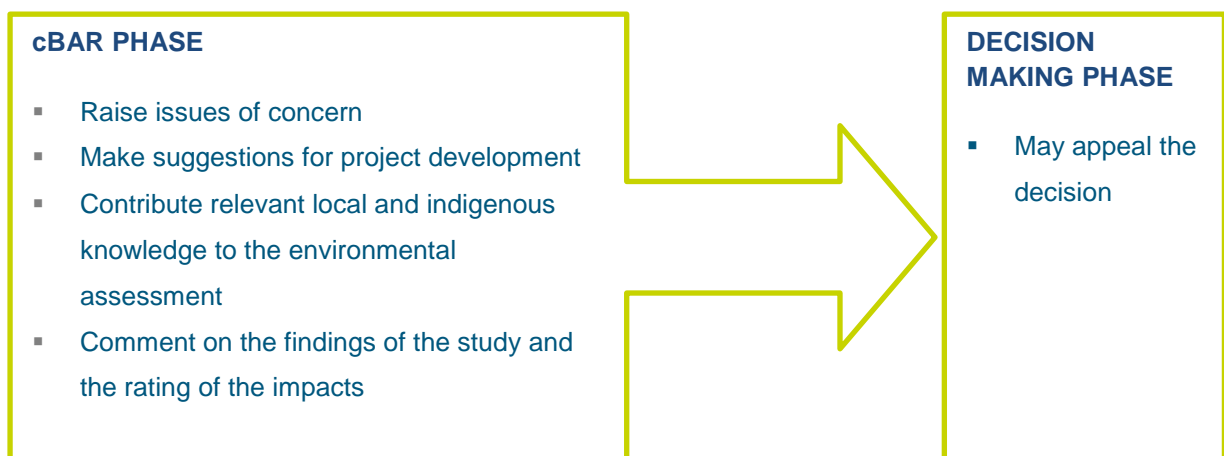 cBAR PHASE
▪ Raise issues of concern
▪ Make suggestions for project development
▪ Contribute relevant local and indigenous
knowledge to the environmental
assessment
▪ Comment on the findings of the study and
the rating of the impacts
DECISION
MAKING PHASE
▪ May appeal the
decision